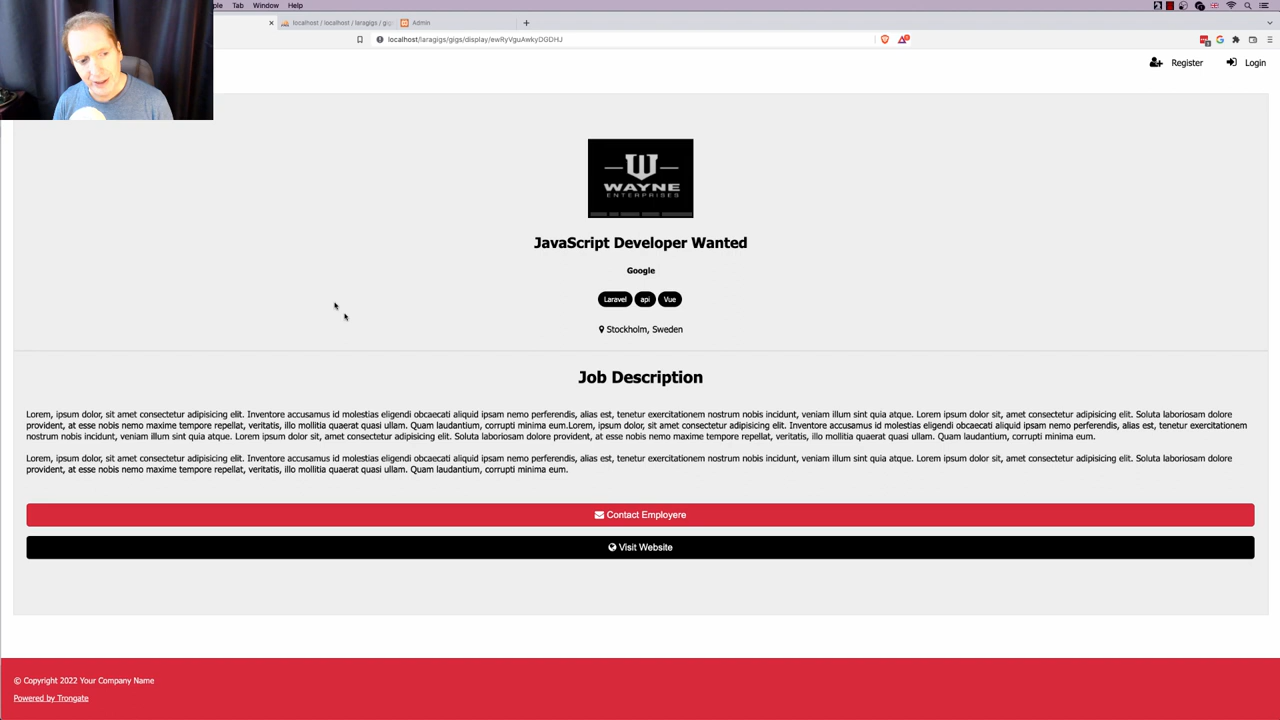 ple Tab Window Help
localhost / localhost / laragigs / gig
Admin
localhost/laragigs/gigs/display/ewRyVguAwkyDGDHJ
Register
Login
W
WAYNE
ENTERPRISES
JavaScript Developer Wanted
Google
Laravel api Vue
Stockholm, Sweden
Job Description
Lorem, ipsum dolor, sit amet consectetur adipisicing elit. Inventore accusamus id molestias eligendi obcaecati aliquid ipsam nemo perferendis, alias est, tenetur exercitationem nostrum nobis incidunt, veniam illum sint quia atque. Lorem ipsum dolor sit, amet consectetur adipisicing elit. Soluta laboriosam dolore
provident, at esse nobis nemo maxime tempore repellat, veritatis, illo mollitia quaerat quasi ullam. Quam laudantium, corrupti minima eum.Lorem, ipsum dolor, sit amet consectetur adipisicing elit. Inventore accusamus id molestias eligendi obcaecati aliquid ipsam nemo perferendis, alias est, tenetur exercitationem
nostrum nobis incidunt, veniam illum sint quia atque. Lorem ipsum dolor sit, amet consectetur adipisicing elit. Soluta laboriosam dolore provident, at esse nobis nemo maxime tempore repellat, veritatis, illo mollitia quaerat quasi ullam. Quam laudantium, corrupti minima eum.
Lorem, ipsum dolor, sit amet consectetur adipisicing elit. Inventore accusamus id molestias eligendi obcaecati aliquid ipsam nemo perferendis, alias est, tenetur exercitationem nostrum nobis incidunt, veniam illum sint quia atque. Lorem ipsum dolor sit, amet consectetur adipisicing elit. Soluta laboriosam dolore
provident, at esse nobis nemo maxime tempore repellat, veritatis, illo mollitia quaerat quasi ullam. Quam laudantium, corrupti minima eum.
Contact Employere
Visit Website
© Copyright 2022 Your Company Name
Powered by Trongate